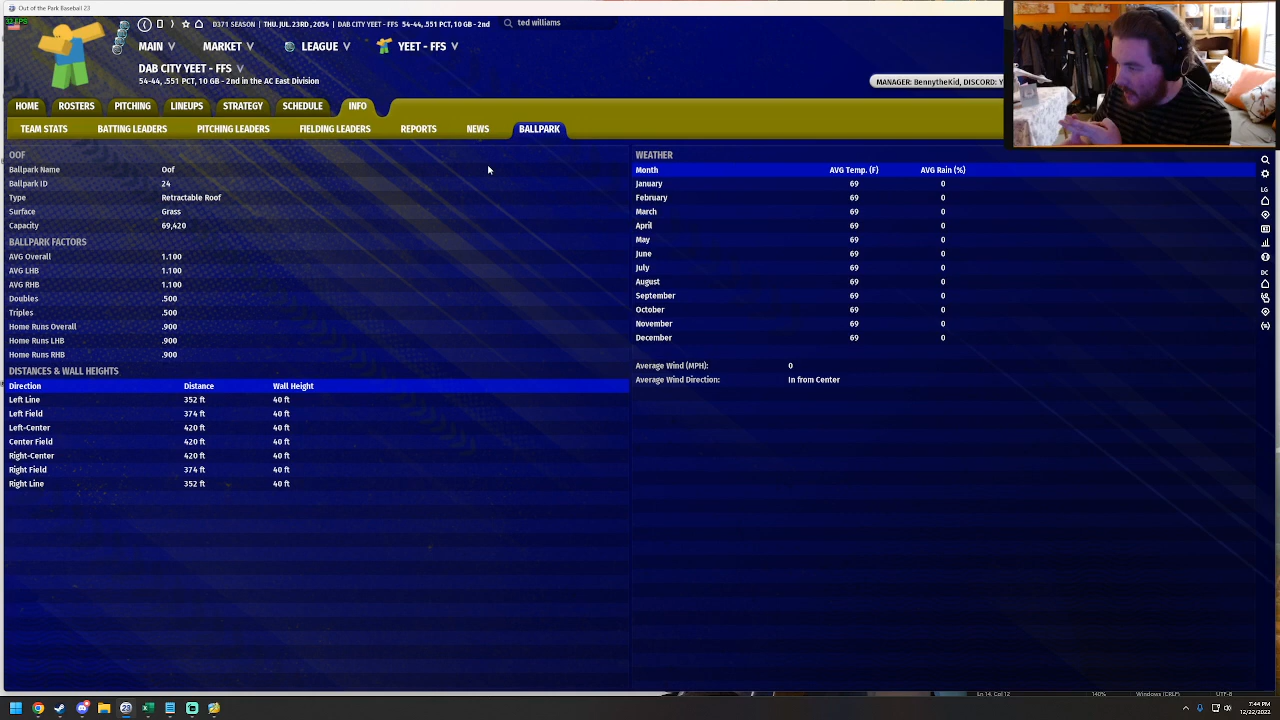 Out of the Park Baseball 23
D371 SEASON | THU. JUL. 23RD, 2054 | DAB CITY YEET - FFS 54-44, .551 PCT, 10 GB - 2nd
ted williams
MAIN
MARKET
LEAGUE
YEET - FFS
DAB CITY YEET - FFS
54-44, .551 PCT, 10 GB - 2nd in the AC East Division
MANAGER: BennytheKid, DISCORD: Y
HOME ROSTERS PITCHING LINEUPS STRATEGY SCHEDULE INFO
TEAM STATS BATTING LEADERS PITCHING LEADERS FIELDING LEADERS REPORTS NEWS BALLPARK
OOF
Ballpark Name Oof
Ballpark ID 24
Type Retractable Roof
Surface Grass
Capacity 69,420
BALLPARK FACTORS
AVG Overall 1.100
AVG LHB 1.100
AVG RHB 1.100
Doubles .500
Triples .500
Home Runs Overall .900
Home Runs LHB .900
Home Runs RHB .900
DISTANCES & WALL HEIGHTS
Direction Distance Wall Height
Left Line 352 ft 40 ft
Left Field 374 ft 40 ft
Left-Center 420 ft 40 ft
Center Field 420 ft 40 ft
Right-Center 420 ft 40 ft
Right Field 374 ft 40 ft
Right Line 352 ft 40 ft
WEATHER
Month AVG Temp. (F) AVG Rain (%)
January 69 0
February 69 0
March 69 0
April 69 0
May 69 0
June 69 0
July 69 0
August 69 0
September 69 0
October 69 0
November 69 0
December 69 0
Average Wind (MPH): 0
Average Wind Direction: In from Center
LG
DC
Ln 14, Col 12 140% Windows (CRLF) UTF-8
7:44 PM
12/22/2022